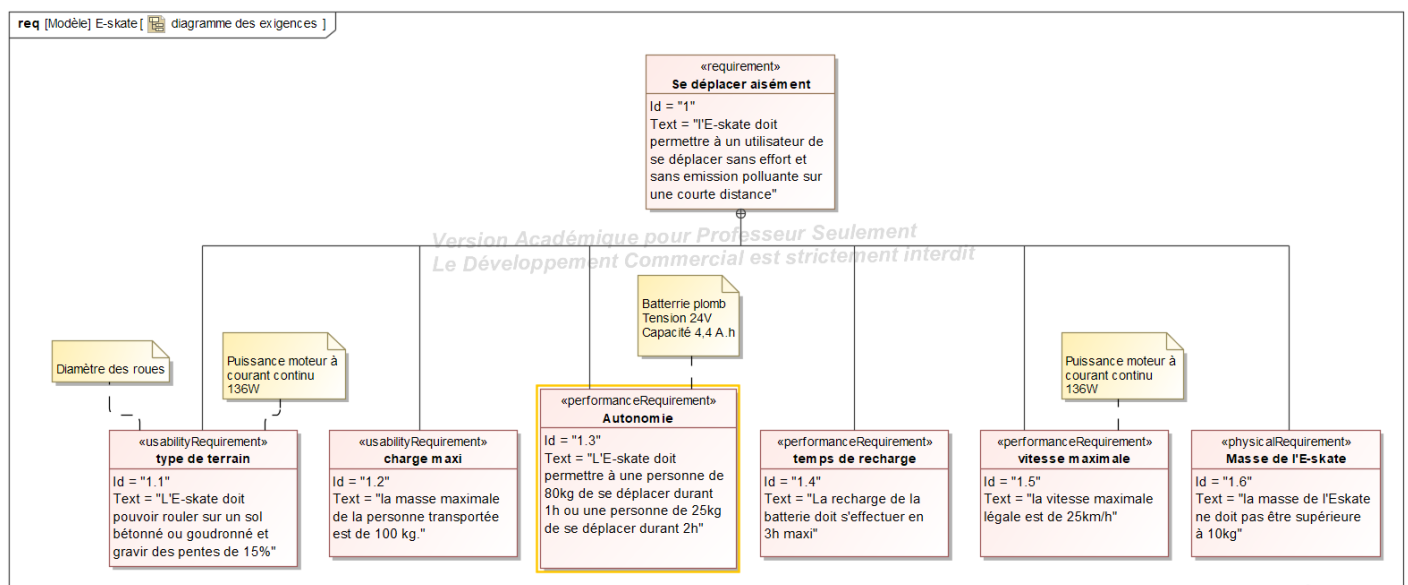 req [Modèle] E-skate [ diagramme des exigences ]
«requirement»
Se déplacer aisément
Id = "1"
Text = "l'E-skate doit
permettre à un utilisateur de
se déplacer sans effort et
sans emission polluante sur
une courte distance"
Version Académique pour Professeur Seulement
Le Développement Commercial est strictement interdit
Diamètre des roues
Puissance moteur à
courant continu
136W
Batterrie plomb
Tension 24V
Capacité 4,4 A.h
Puissance moteur à
courant continu
136W
«usabilityRequirement»
type de terrain
Id = "1.1"
Text = "L'E-skate doit
pouvoir rouler sur un sol
bétonné ou goudronné et
gravir des pentes de 15%"
«usabilityRequirement»
charge maxi
Id = "1.2"
Text = "la masse maximale
de la personne transportée
est de 100 kg."
«performanceRequirement»
Autonomie
Id = "1.3"
Text = "L'E-skate doit
permettre à une personne de
80kg de se déplacer durant
1h ou une personne de 25kg
de se déplacer durant 2h"
«performanceRequirement»
temps de recharge
Id = "1.4"
Text = "La recharge de la
batterie doit s'effectuer en
3h maxi"
«performanceRequirement»
vitesse maximale
Id = "1.5"
Text = "la vitesse maximale
légale est de 25km/h"
«physicalRequirement»
Masse de l'E-skate
Id = "1.6"
Text = "la masse de l'Eskate
ne doit pas être supérieure
à 10kg"